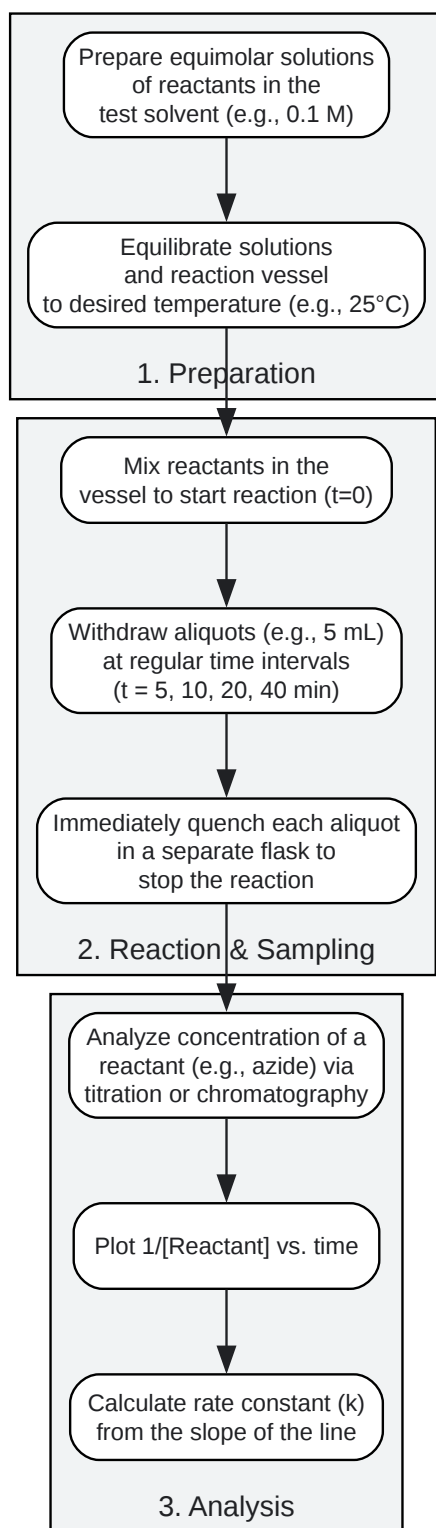 Prepare equimolar solutions
of reactants in the
test solvent (e.g., 0.1 M)
Equilibrate solutions
and reaction vessel
to desired temperature (e.g., 25°C)
1. Preparation
Mix reactants in the
vessel to start reaction (t=0)
Withdraw aliquots (e.g., 5 mL)
at regular time intervals
(t = 5, 10, 20, 40 min)
Immediately quench each aliquot
in a separate flask to
stop the reaction
2. Reaction & Sampling
Analyze concentration of a
reactant (e.g., azide) via
titration or chromatography
Plot 1/[Reactant] vs. time
Calculate rate constant (k)
from the slope of the line
3. Analysis